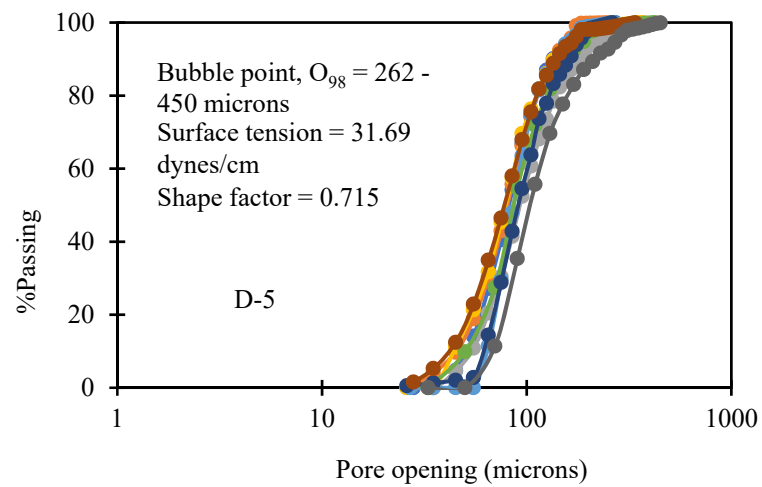 100
80
60
40
20
0
%Passing
Bubble point, O98 = 262 -
450 microns
Surface tension = 31.69
dynes/cm
Shape factor = 0.715
D-5
1
10
100
1000
Pore opening (microns)